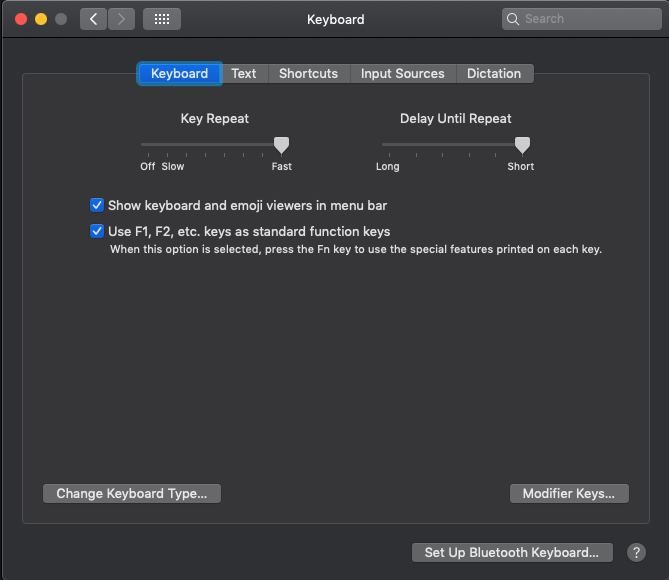 Keyboard
Search
Keyboard Text Shortcuts Input Sources Dictation
Key Repeat Delay Until Repeat
Off Slow Fast Long Short
Show keyboard and emoji viewers in menu bar
Use F1, F2, etc. keys as standard function keys
When this option is selected, press the Fn key to use the special features printed on each key.
Change Keyboard Type... Modifier Keys...
Set Up Bluetooth Keyboard... ?